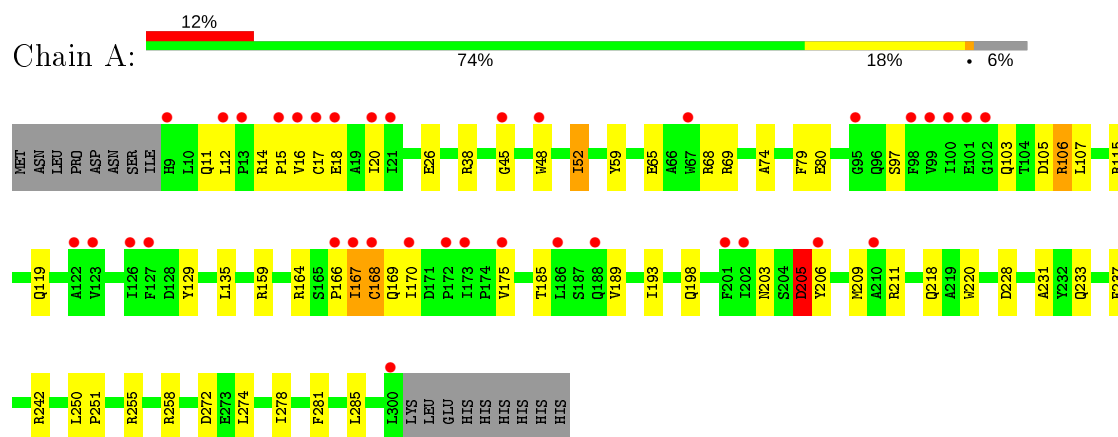 12%
Chain A:
74% 18% • 6%
MET ASN LEU PRO ASP ASN SER ILE H9 L10 Q11 L12 P13 R14 P15 V16 C17 E18 A19 I20 I21 E26 R38 G45 W48 I52 Y59 E65 A66 W67 R68 R69 A74 F79 E80 G95 Q96 S97 F98 V99 I100 E101 G102 Q103 T104 D105 R106 L107 R115
Q119 A122 V123 I126 F127 D128 Y129 L135 R159 R164 S165 P166 I167 C168 Q169 I170 D171 P172 I173 P174 V175 T185 L186 S187 Q188 V189 I193 Q198 F201 I202 N203 S204 D205 Y206 M209 A210 R211 Q218 A219 W220 D228 A231 Y232 Q233
R242 L250 P251 R255 R258 D272 E273 L274 I278 F281 L285 L300 LYS LEU GLU HIS HIS HIS HIS HIS HIS